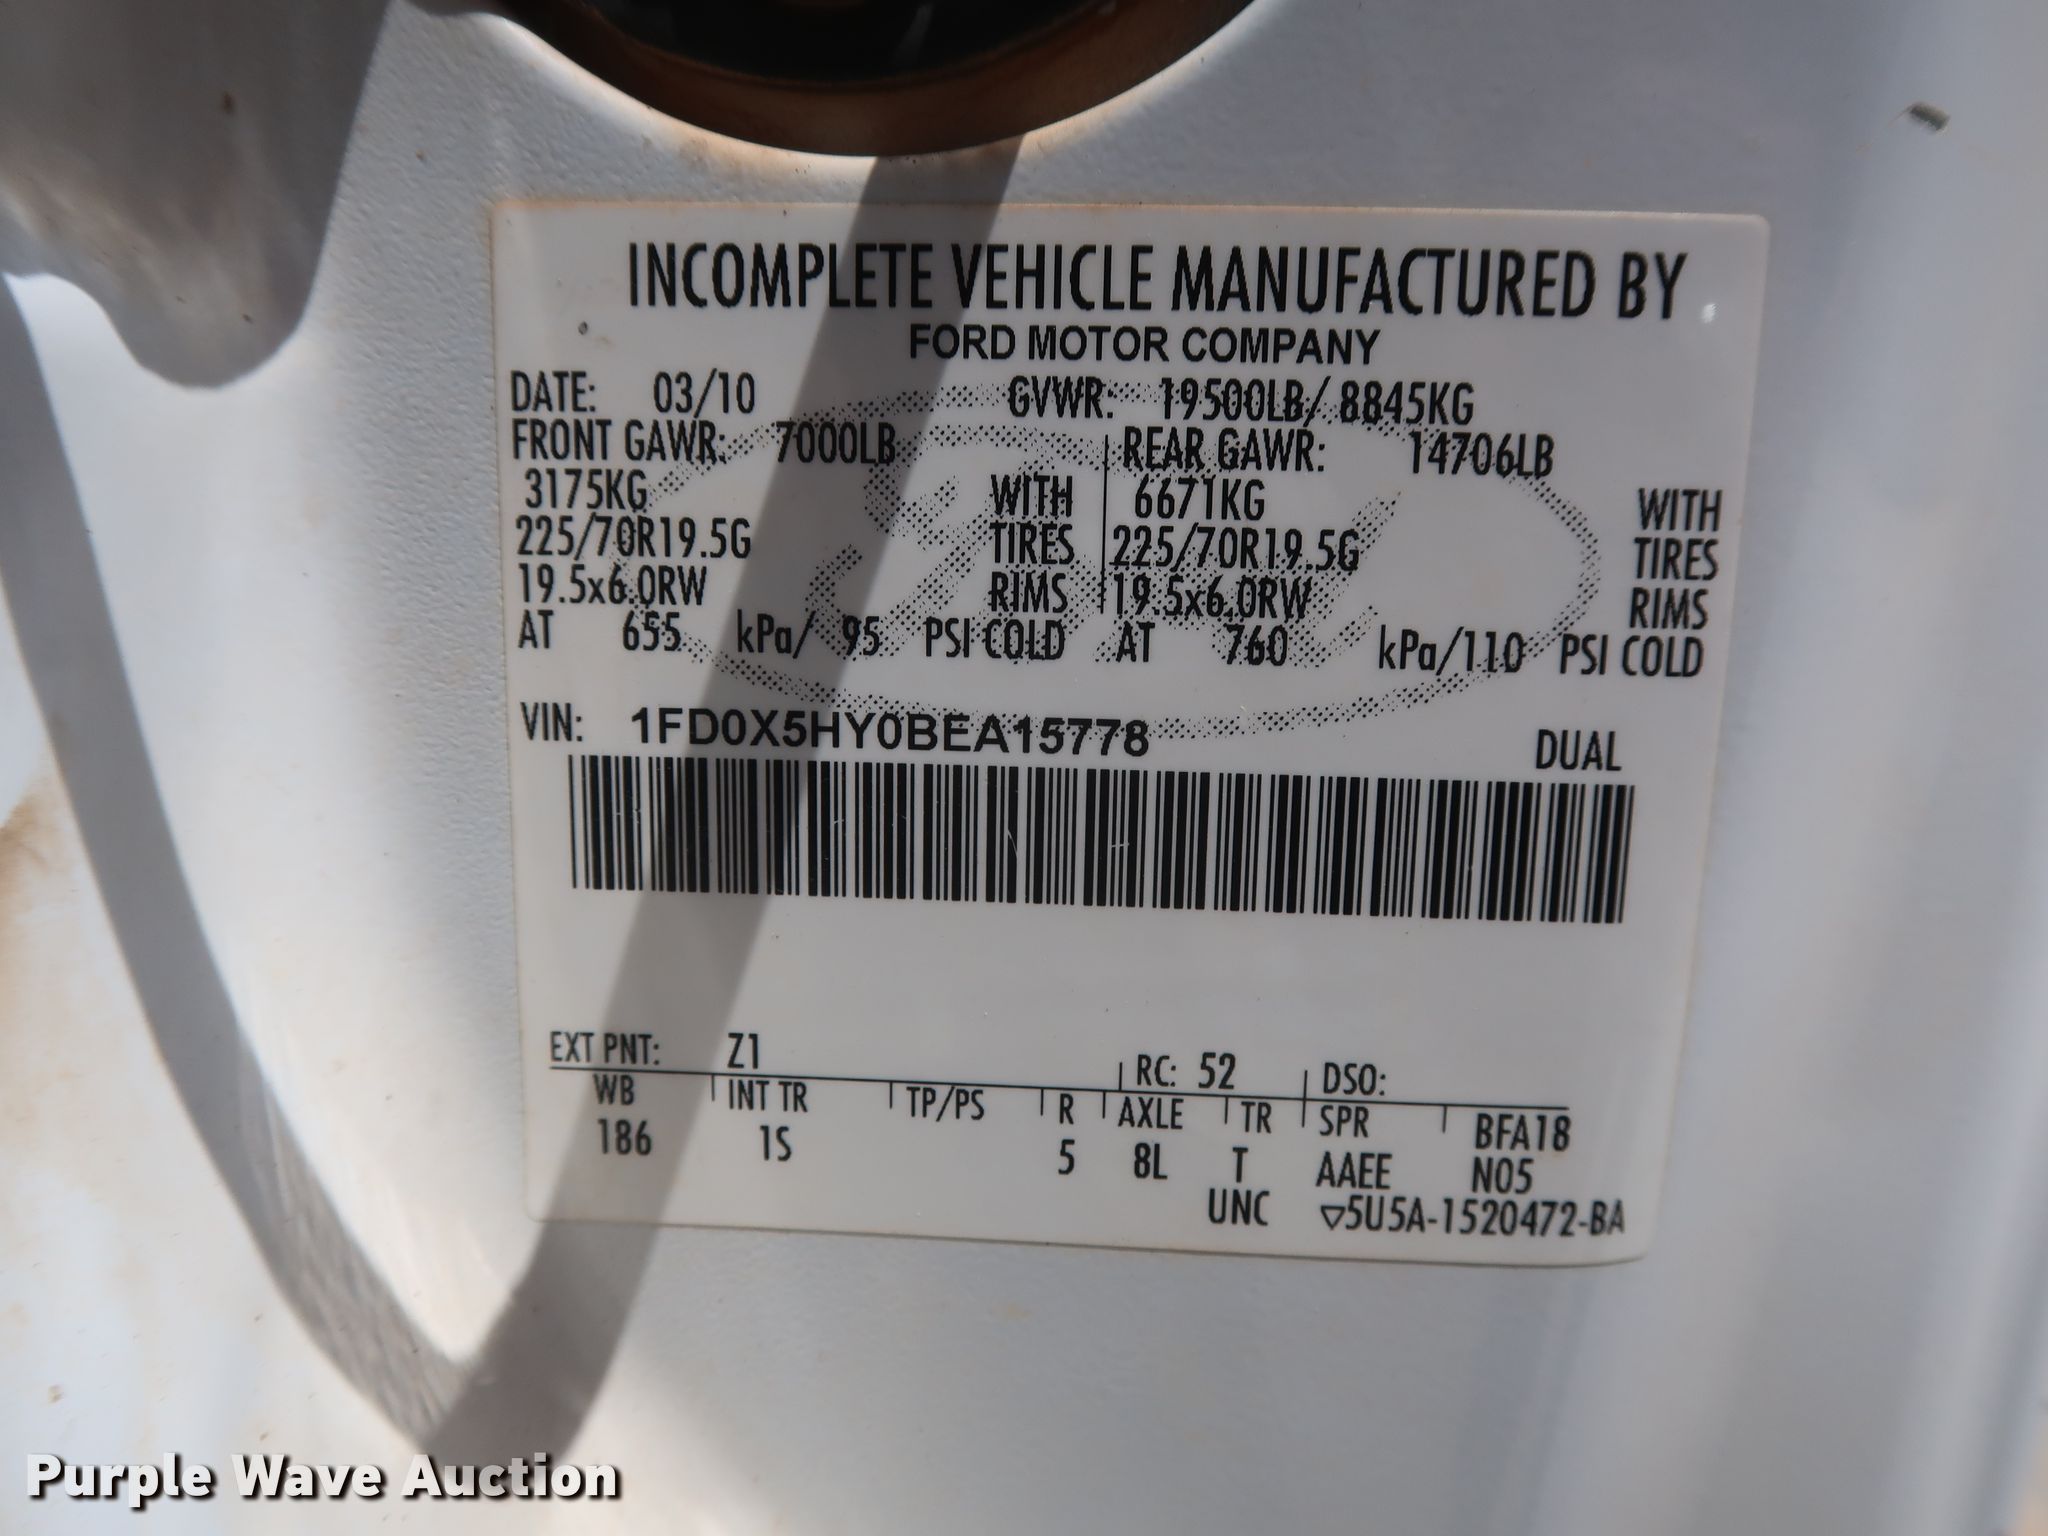 INCOMPLETE VEHICLE MANUFACTURED BY
FORD MOTOR COMPANY
DATE: 03/10 GVWR: 19500LB/ 8845KG
FRONT GAWR: 7000LB REAR GAWR: 14706LB
3175KG WITH 6671KG WITH
225/70R19.5G TIRES 225/70R19.5G TIRES
19.5x6.0RW RIMS 19.5x6.0RW RIMS
AT 655 kPa/ 95 PSI COLD AT 760 kPa/110 PSI COLD
VIN: 1FD0X5HY0BEA15778 DUAL
EXT PNT: Z1 RC: 52 DSO:
WB INT TR TP/PS R AXLE TR SPR BFA18
186 1S 5 8L T AAEE N05
UNC ▽5U5A-1520472-BA
Purple Wave Auction